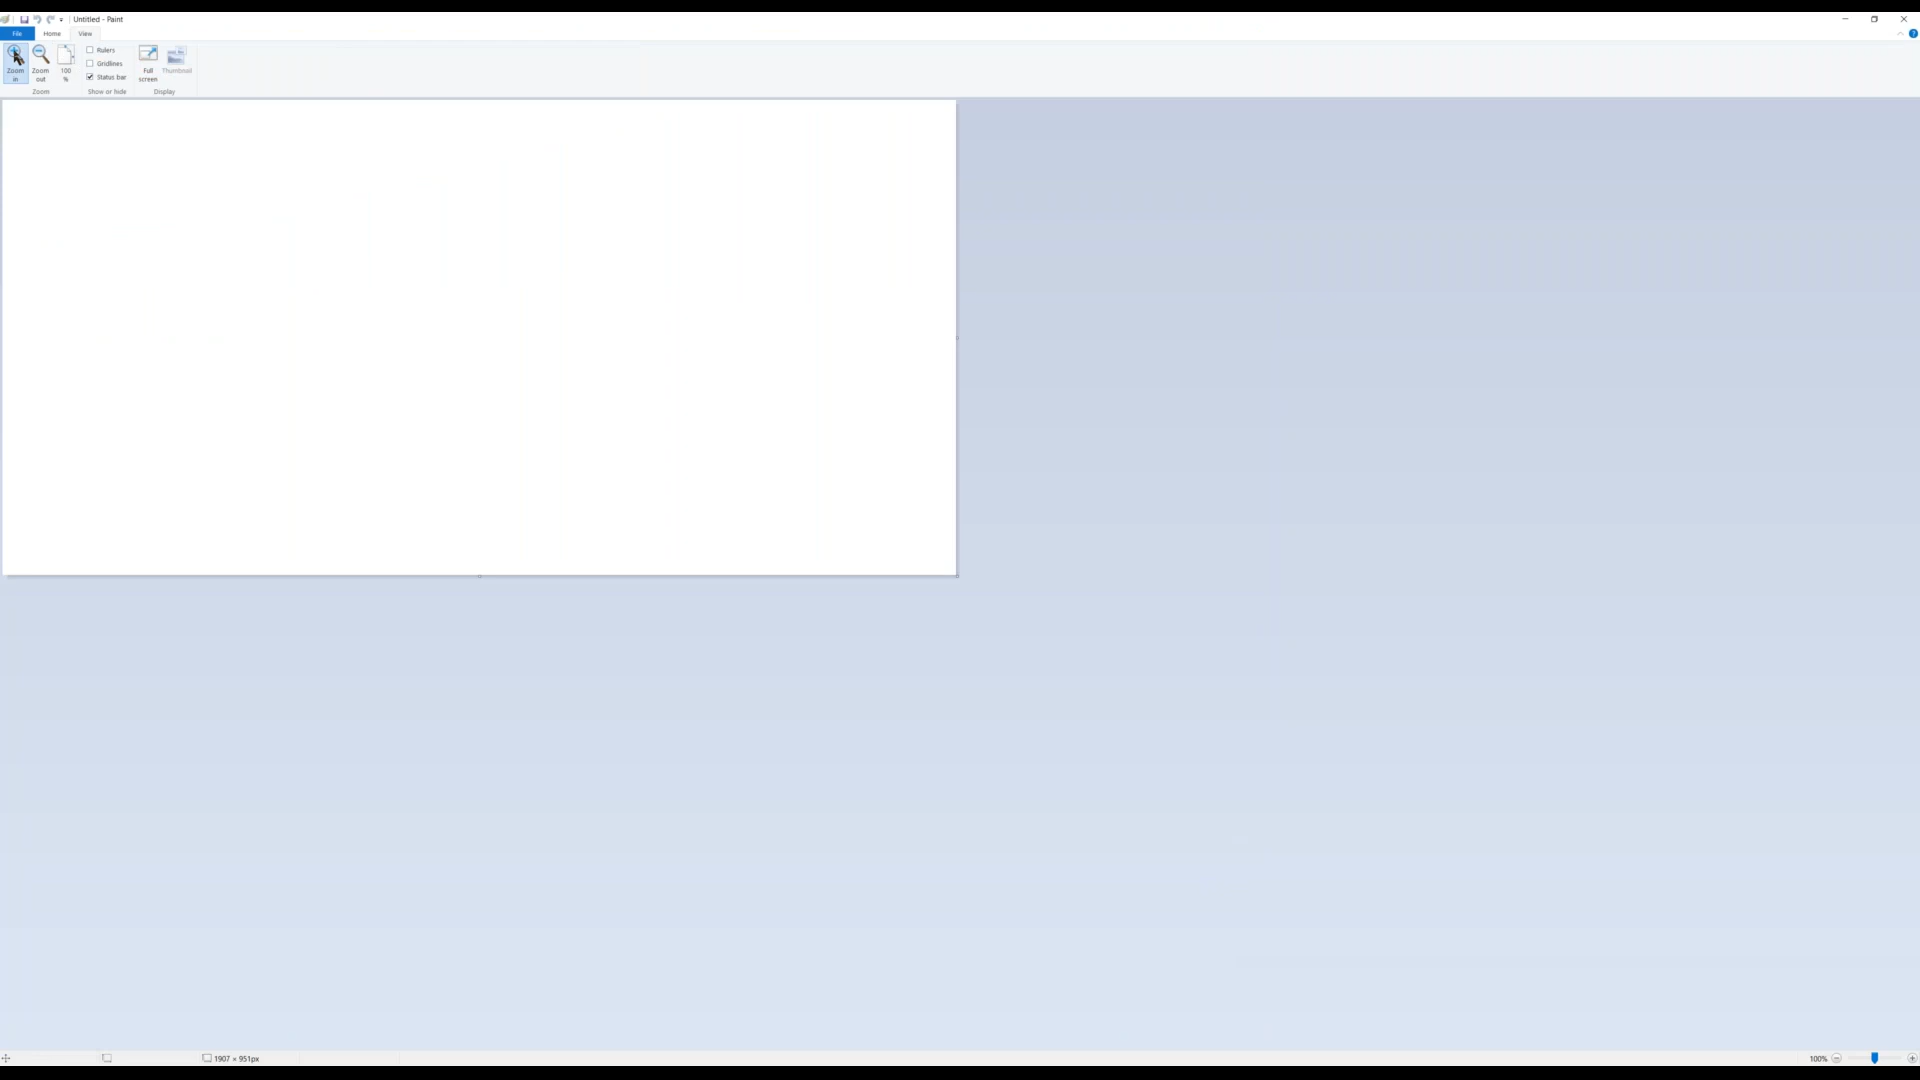 Untitled - Paint
File Home View
Zoom in
Zoom out
100 %
Rulers
Gridlines
Status bar
Full screen
Thumbnail
Zoom
Show or hide
Display
1907 × 951px
100%